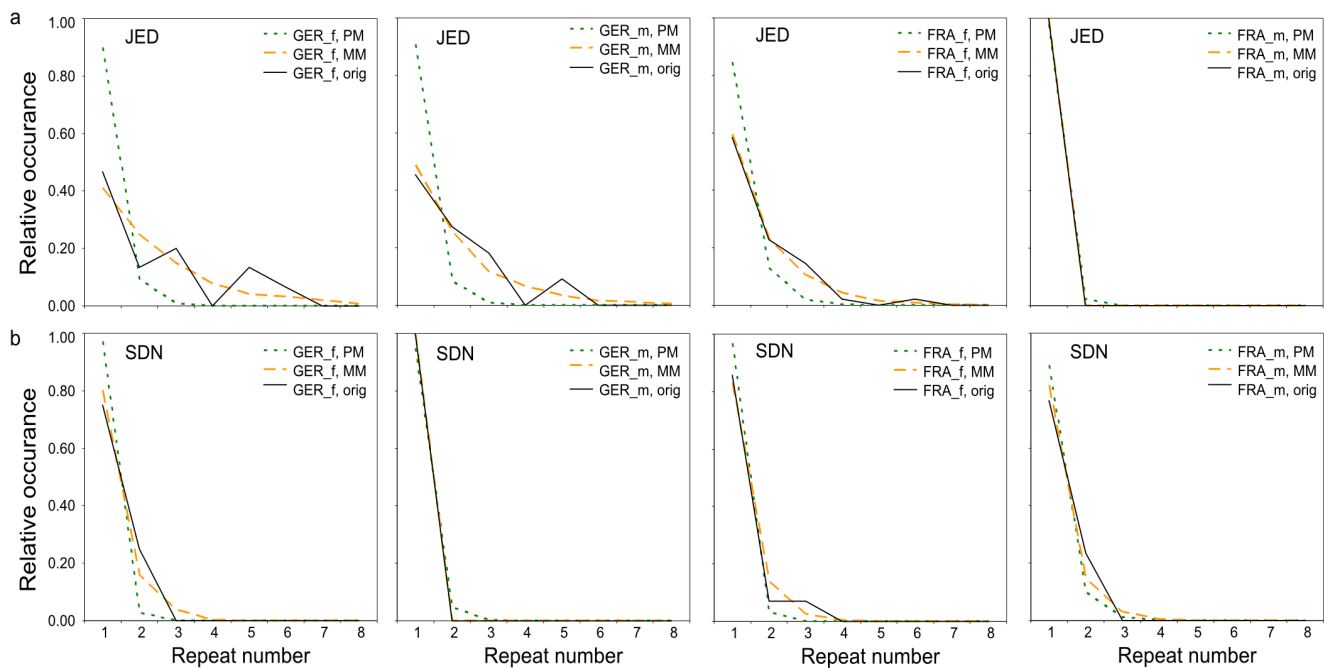 a
Relative occurance
1.00
0.80
0.60
0.40
0.20
0.00
JED
GER_f, PM
GER_f, MM
GER_f, orig
JED
GER_m, PM
GER_m, MM
GER_m, orig
JED
FRA_f, PM
FRA_f, MM
FRA_f, orig
JED
FRA_m, PM
FRA_m, MM
FRA_m, orig
b
Relative occurance
1.00
0.80
0.60
0.40
0.20
0.00
SDN
GER_f, PM
GER_f, MM
GER_f, orig
1 2 3 4 5 6 7 8
Repeat number
SDN
GER_m, PM
GER_m, MM
GER_m, orig
1 2 3 4 5 6 7 8
Repeat number
SDN
FRA_f, PM
FRA_f, MM
FRA_f, orig
1 2 3 4 5 6 7 8
Repeat number
SDN
FRA_m, PM
FRA_m, MM
FRA_m, orig
1 2 3 4 5 6 7 8
Repeat number